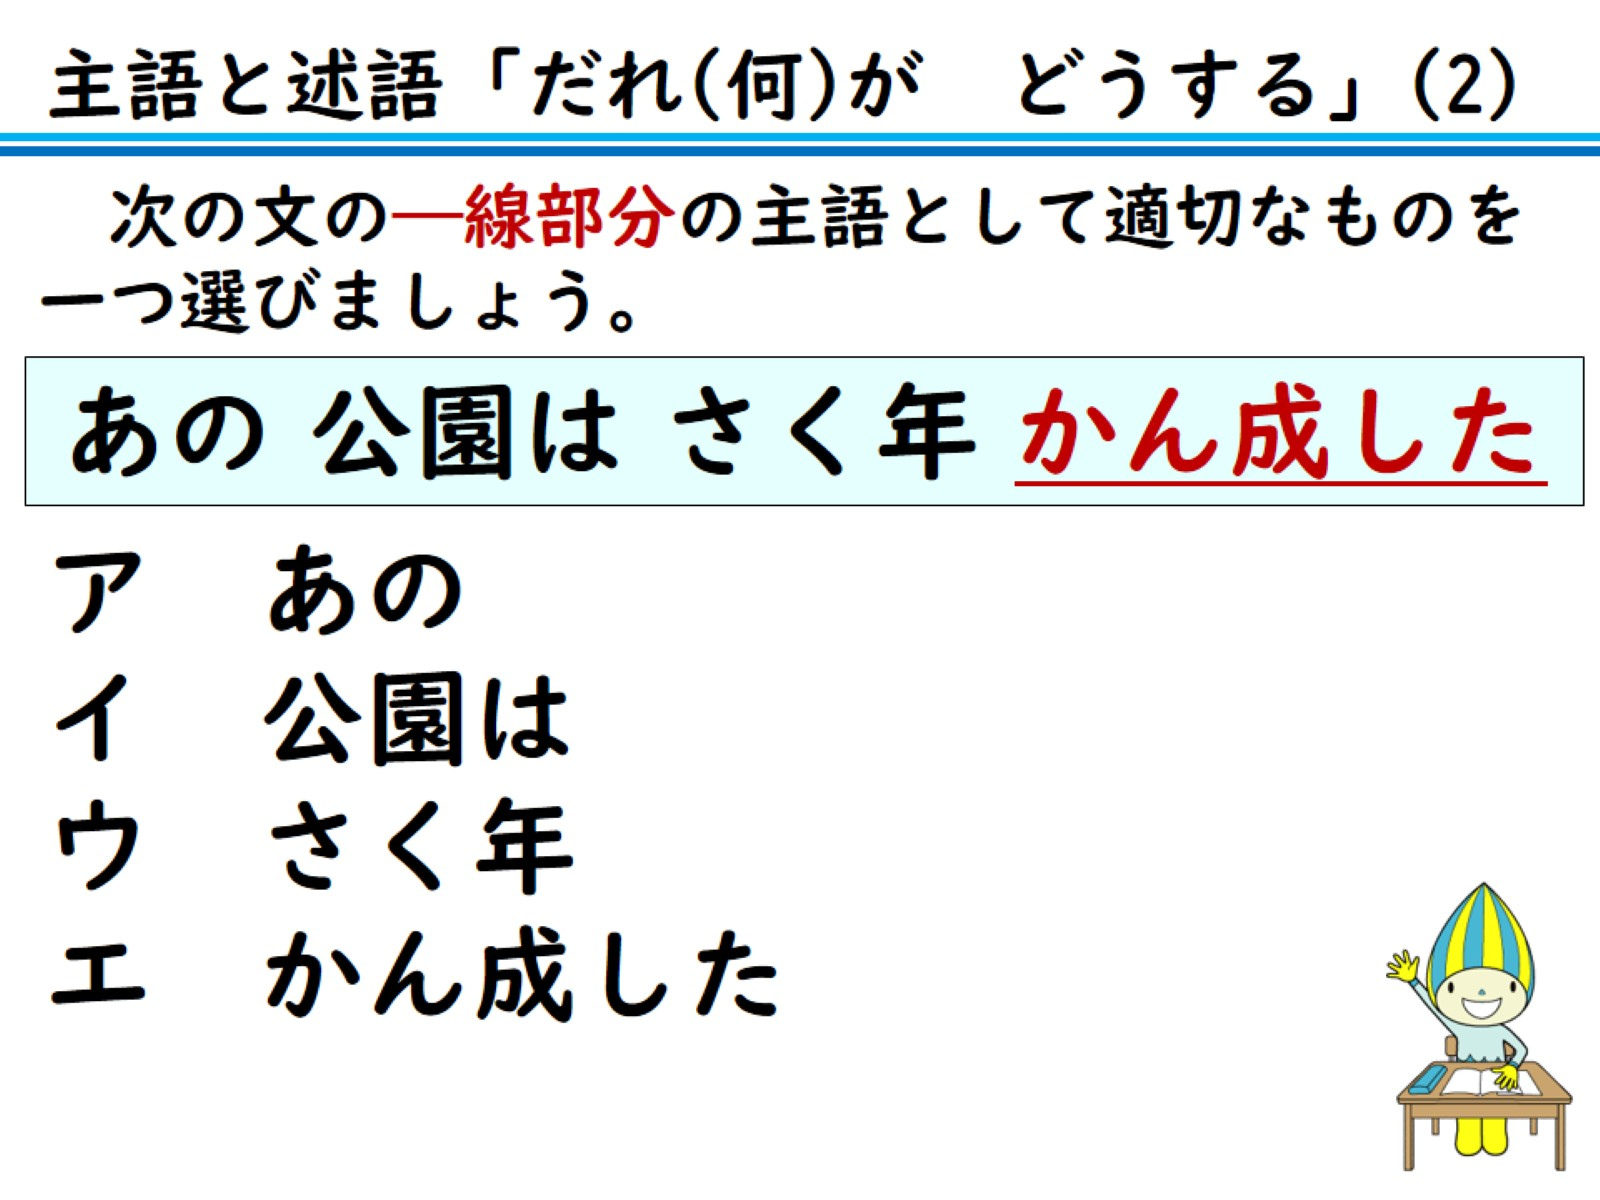 主語と述語「だれ(何)が　どうする」(2)
次の文の―線部分の主語として適切なものを
一つ選びましょう。
あの 公園は さく年 かん成した
ア　あの
イ　公園は
ウ　さく年
エ　かん成した